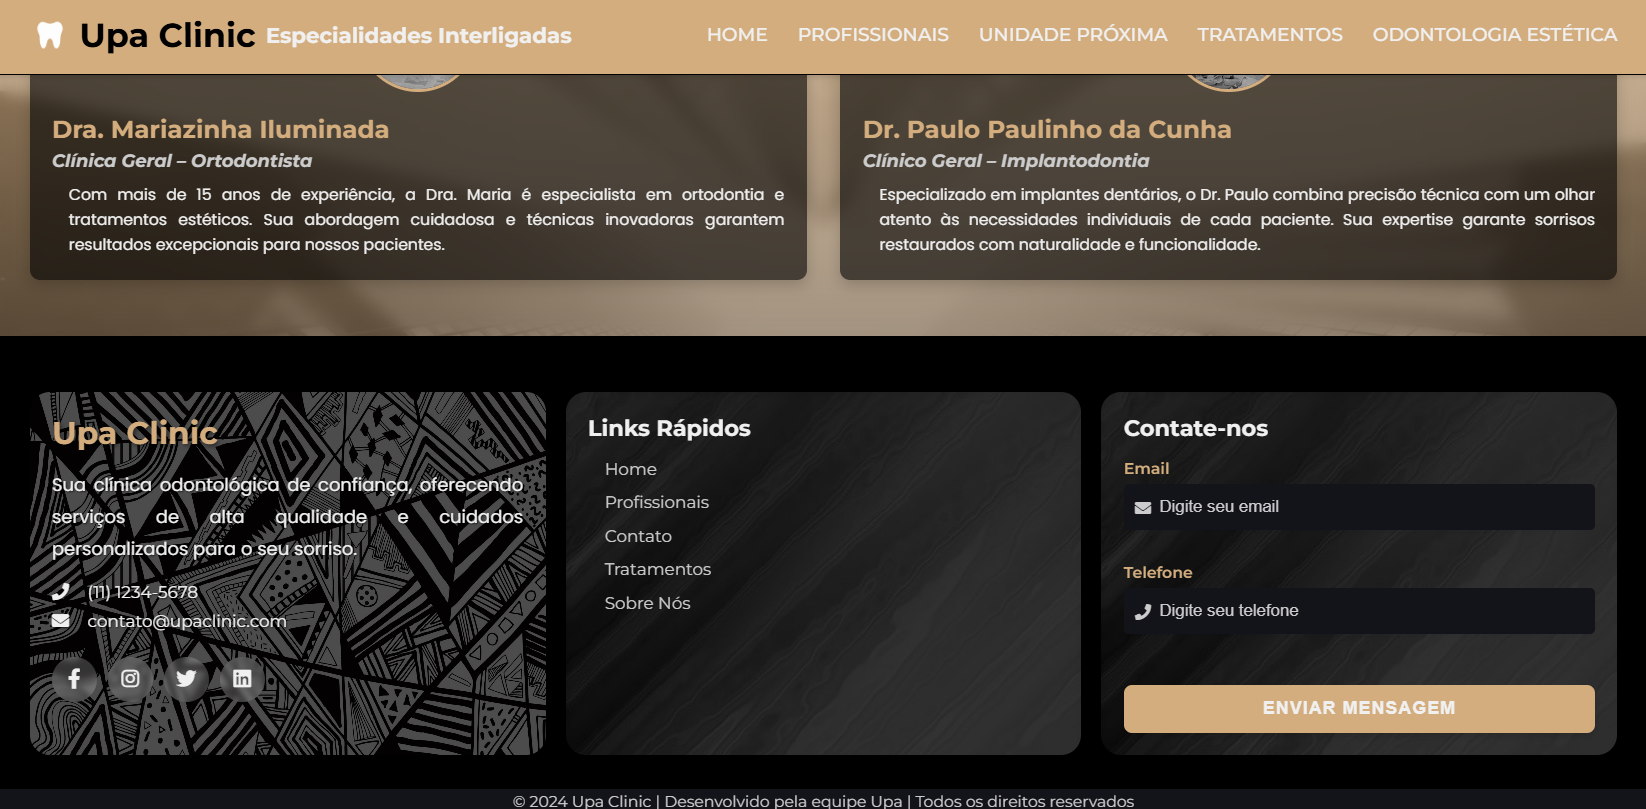 Upa Clinic Especialidades Interligadas HOME PROFISSIONAIS UNIDADE PRÓXIMA TRATAMENTOS ODONTOLOGIA ESTÉTICA
Dra. Mariazinha Iluminada
Clínica Geral – Ortodontista
Com mais de 15 anos de experiência, a Dra. Maria é especialista em ortodontia e
tratamentos estéticos. Sua abordagem cuidadosa e técnicas inovadoras garantem
resultados excepcionais para nossos pacientes.
Dr. Paulo Paulinho da Cunha
Clínico Geral – Implantodontia
Especializado em implantes dentários, o Dr. Paulo combina precisão técnica com um olhar
atento às necessidades individuais de cada paciente. Sua expertise garante sorrisos
restaurados com naturalidade e funcionalidade.
Upa Clinic
Sua clínica odontológica de confiança, oferecendo
serviços de alta qualidade e cuidados
personalizados para o seu sorriso.
(11) 1234-5678
contato@upaclinic.com
Links Rápidos
Home
Profissionais
Contato
Tratamentos
Sobre Nós
Contate-nos
Email
Digite seu email
Telefone
Digite seu telefone
ENVIAR MENSAGEM
© 2024 Upa Clinic | Desenvolvido pela equipe Upa | Todos os direitos reservados